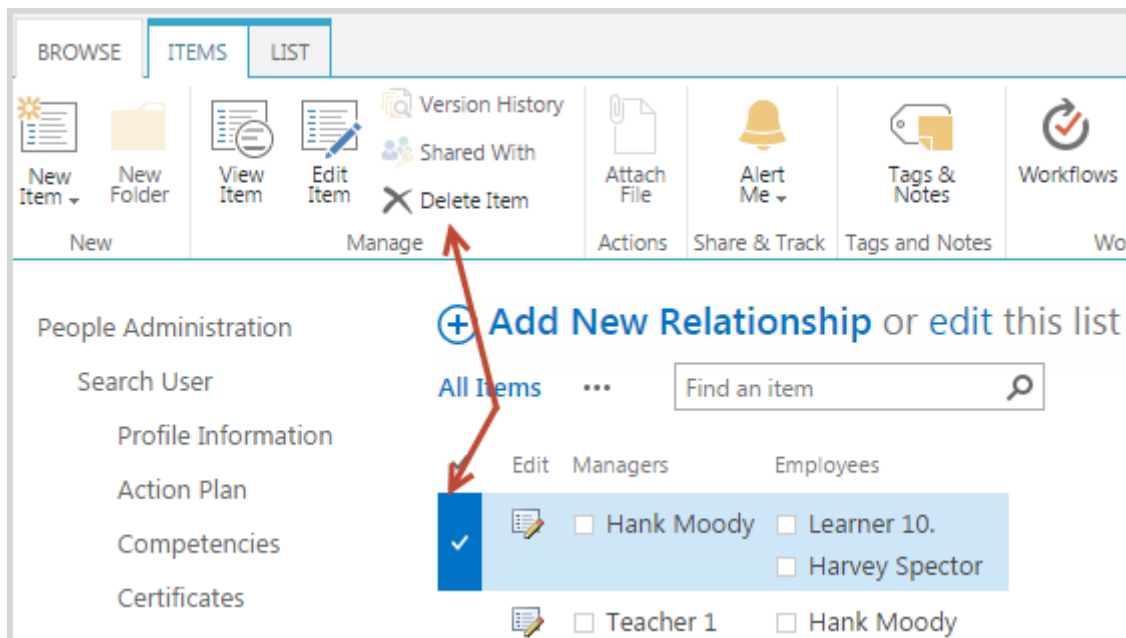 BROWSE ITEMS LIST
Version History
Shared With
Delete Item
New Item
New Folder
View Item
Edit Item
Attach File
Alert Me
Tags & Notes
Workflows
New Manage Actions Share & Track Tags and Notes Wo
People Administration
Search User
Profile Information
Action Plan
Competencies
Certificates
Add New Relationship or edit this list
All Items ••• Find an item
Edit Managers Employees
Hank Moody Learner 10.
Harvey Spector
Teacher 1 Hank Moody